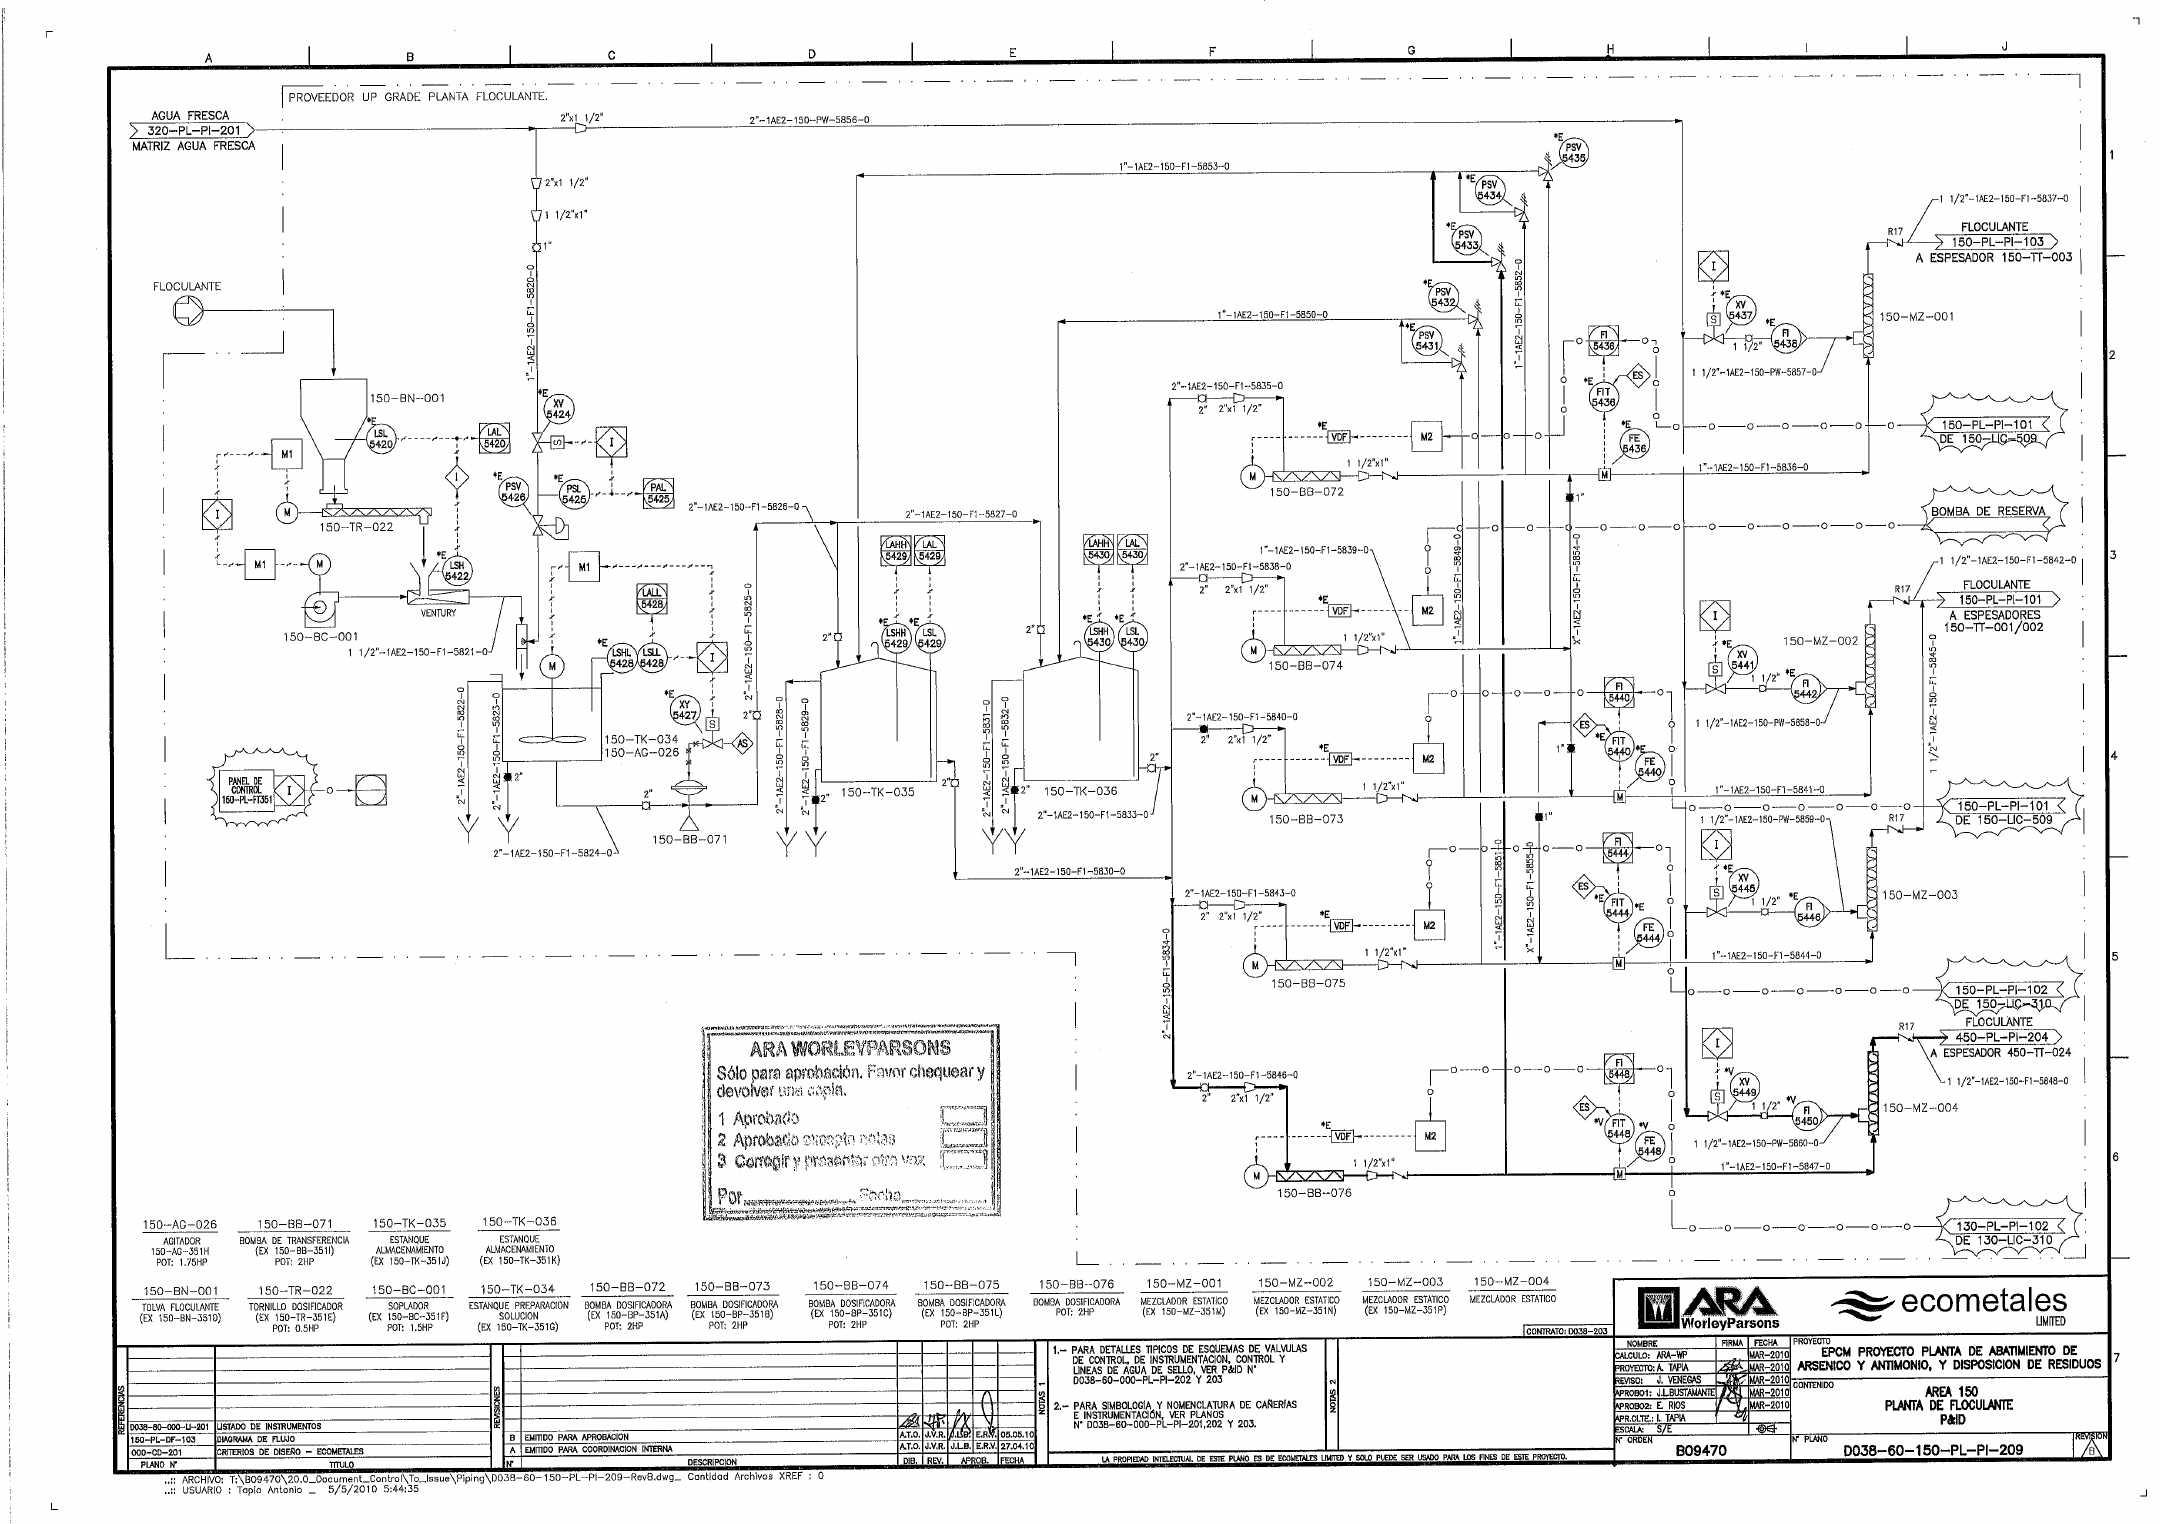 A B C D E F G H I J
PROVEEDOR UP GRADE PLANTA FLOCULANTE.
AGUA FRESCA
320-PL-PI-201
MATRIZ AGUA FRESCA
2"x1 1/2"
2"-1AE2-150-PW-5856-0
2"x1 1/2"
1 1/2"x1"
1"
1"-1AE2-150-F1-5820-0
1"-1AE2-150-F1-5853-0
*E
PSV
5435
*E
PSV
5434
*E
PSV
5433
*E
PSV
5432
*E
PSV
5431
1"-1AE2-150-F1-5850-0
1"-1AE2-150-F1-5852-0
1 1/2"-1AE2-150-F1-5837-0
R17
FLOCULANTE
150-PL-PI-103
A ESPESADOR 150-TT-003
I
*E
XV
5437
S
1 1/2"
*E
FI
5438
1 1/2"-1AE2-150-PW-5857-0
150-MZ-001
FLOCULANTE
150-BN-001
*E
LSL
5420
LAL
5420
I
M1
M
I
150-TR-022
M1
M
150-BC-001
*E
LSH
5422
VENTURY
1 1/2"-1AE2-150-F1-5821-0
*E
XV
5424
S
I
*E
PSV
5426
*E
PSL
5425
PAL
5425
M1
LALL
5428
*E
LSHL
5428
LSLL
5428
I
M
*E
XY
5427
S
AS
150-TK-034
150-AG-026
2"-1AE2-150-F1-5822-0
2"-1AE2-150-F1-5823-0
2"
2"
150-BB-071
2"-1AE2-150-F1-5824-0
2"-1AE2-150-F1-5825-0
2"
2"-1AE2-150-F1-5826-0
2"-1AE2-150-F1-5827-0
LAHH
5429
LAL
5429
*E
LSHH
5429
*E
LSL
5429
2"
2"-1AE2-150-F1-5828-0
2"-1AE2-150-F1-5829-0
2"
150-TK-035
2"
LAHH
5430
LAL
5430
*E
LSHH
5430
*E
LSL
5430
2"
2"-1AE2-150-F1-5831-0
2"-1AE2-150-F1-5832-0
2"
150-TK-036
2"
2"-1AE2-150-F1-5833-0
2"-1AE2-150-F1-5830-0
2"-1AE2-150-F1-5834-0
PANEL DE
CONTROL
150-PL-FT351
I
2"-1AE2-150-F1-5835-0
2"
2"x1 1/2"
*E
VDF
M2
M
1 1/2"x1"
150-BB-072
FI
5436
ES
*E
FIT
5436
*E
FE
5436
M
1"-1AE2-150-F1-5836-0
150-PL-PI-101
DE 150-LIC-509
1"
BOMBA DE RESERVA
2"-1AE2-150-F1-5838-0
2"
2"x1 1/2"
1"-1AE2-150-F1-5839-0
*E
VDF
M2
M
1 1/2"x1"
150-BB-074
1"-1AE2-150-F1-5849-0
X"-1AE2-150-F1-5854-0
1 1/2"-1AE2-150-F1-5842-0
R17
FLOCULANTE
150-PL-PI-101
A ESPESADORES
150-TT-001/002
I
*E
XV
5441
S
1 1/2"
*E
FI
5442
150-MZ-002
1 1/2"-1AE2-150-PW-5858-0
1 1/2"-1AE2-150-F1-5845-0
2"-1AE2-150-F1-5840-0
2"
2"x1 1/2"
*E
VDF
M2
M
1 1/2"x1"
150-BB-073
FI
5440
ES
*E
FIT
5440
*E
FE
5440
1"
M
1"-1AE2-150-F1-5841-0
150-PL-PI-101
DE 150-LIC-509
1 1/2"-1AE2-150-PW-5859-0
R17
1"
1"-1AE2-150-F1-5851-0
X"-1AE2-150-F1-5855-0
2"-1AE2-150-F1-5843-0
2"
2"x1 1/2"
*E
VDF
M2
M
1 1/2"x1"
150-BB-075
FI
5444
ES
*E
FIT
5444
*E
FE
5444
M
I
*E
XV
5445
S
1 1/2"
*E
FI
5446
150-MZ-003
1"-1AE2-150-F1-5844-0
150-PL-PI-102
DE 150-LIC-310
R17
FLOCULANTE
450-PL-PI-204
A ESPESADOR 450-TT-024
1 1/2"-1AE2-150-F1-5848-0
2"-1AE2-150-F1-5846-0
2"
2"x1 1/2"
*E
VDF
M2
M
1 1/2"x1"
150-BB-076
FI
5448
ES
*V
FIT
5448
*V
FE
5448
M
I
*V
XV
5449
S
1 1/2"
*V
FI
5450
150-MZ-004
1 1/2"-1AE2-150-PW-5860-0
1"-1AE2-150-F1-5847-0
130-PL-PI-102
DE 130-LIC-310
1
2
3
4
5
6
7
ARA WORLEYPARSONS
Sólo para aprobación. Favor chequear y
devolver una copia.
1 Aprobado
2 Aprobado excepto notas
3 Corregir y presentar otra vez
Por Fecha
150-AG-026
AGITADOR
150-AG-351H
POT: 1.75HP
150-BB-071
BOMBA DE TRANSFERENCIA
(EX 150-BB-351I)
POT: 2HP
150-TK-035
ESTANQUE
ALMACENAMIENTO
(EX 150-TK-351J)
150-TK-036
ESTANQUE
ALMACENAMIENTO
(EX 150-TK-351K)
150-BN-001
TOLVA FLOCULANTE
(EX 150-BN-351D)
150-TR-022
TORNILLO DOSIFICADOR
(EX 150-TR-351E)
POT: 0.5HP
150-BC-001
SOPLADOR
(EX 150-BC-351F)
POT: 1.5HP
150-TK-034
ESTANQUE PREPARACION
SOLUCION
(EX 150-TK-351G)
150-BB-072
BOMBA DOSIFICADORA
(EX 150-BP-351A)
POT: 2HP
150-BB-073
BOMBA DOSIFICADORA
(EX 150-BP-351B)
POT: 2HP
150-BB-074
BOMBA DOSIFICADORA
(EX 150-BP-351C)
POT: 2HP
150-BB-075
BOMBA DOSIFICADORA
(EX 150-BP-351L)
POT: 2HP
150-BB-076
BOMBA DOSIFICADORA
POT: 2HP
150-MZ-001
MEZCLADOR ESTATICO
(EX 150-MZ-351M)
150-MZ-002
MEZCLADOR ESTATICO
(EX 150-MZ-351N)
150-MZ-003
MEZCLADOR ESTATICO
(EX 150-MZ-351P)
150-MZ-004
MEZCLADOR ESTATICO
CONTRATO: D038-203
REFERENCIAS
D038-60-000-LI-201 LISTADO DE INSTRUMENTOS
150-PL-DF-103 DIAGRAMA DE FLUJO
000-CD-201 CRITERIOS DE DISEÑO - ECOMETALES
PLANO N° TITULO
REVISIONES
B EMITIDO PARA APROBACION A.T.O. J.V.R. J.L.B. E.R.V. 05.05.10
A EMITIDO PARA COORDINACION INTERNA A.T.O. J.V.R. J.L.B. E.R.V. 27.04.10
N° DESCRIPCION DIB. REV. APROB. FECHA
NOTAS 1
1.- PARA DETALLES TIPICOS DE ESQUEMAS DE VALVULAS
DE CONTROL, DE INSTRUMENTACION, CONTROL Y
LINEAS DE AGUA DE SELLO, VER P&ID N°
D038-60-000-PL-PI-202 Y 203
2.- PARA SIMBOLOGÍA Y NOMENCLATURA DE CAÑERÍAS
E INSTRUMENTACIÓN, VER PLANOS
N° D038-60-000-PL-PI-201,202 Y 203.
NOTAS 2
LA PROPIEDAD INTELECTUAL DE ESTE PLANO ES DE ECOMETALES LIMITED Y SOLO PUEDE SER USADO PARA LOS FINES DE ESTE PROYECTO.
ARA
WorleyParsons
ecometales
LIMITED
NOMBRE FIRMA FECHA
CALCULO: ARA-WP MAR-2010
PROYECTO: A. TAPIA MAR-2010
REVISO: J. VENEGAS MAR-2010
APROBO1: J.L.BUSTAMANTE MAR-2010
APROBO2: E. RIOS MAR-2010
APR.CLTE.: I. TAPIA
ESCALA: S/E
N° ORDEN
B09470
PROYECTO
EPCM PROYECTO PLANTA DE ABATIMIENTO DE
ARSENICO Y ANTIMONIO, Y DISPOSICION DE RESIDUOS
CONTENIDO
AREA 150
PLANTA DE FLOCULANTE
P&ID
N° PLANO
D038-60-150-PL-PI-209
REVISION
B
..:: ARCHIVO: T:\B09470\20.0_Document_Control\To_Issue\Piping\D038-60-150-PL-PI-209-RevB.dwg_ Cantidad Archivos XREF : 0
..:: USUARIO : Tapia Antonio _ 5/5/2010 5:44:35